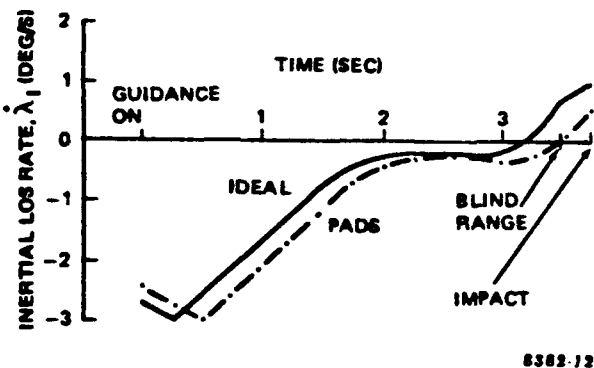 2
TIME (SEC)
1
GUIDANCE
ON
1
2
3
0
INERTIAL LOS RATE, λ̇ I (DEG/S)
IDEAL
−1
PADS
BLIND
RANGE
−2
IMPACT
−3
8382-12